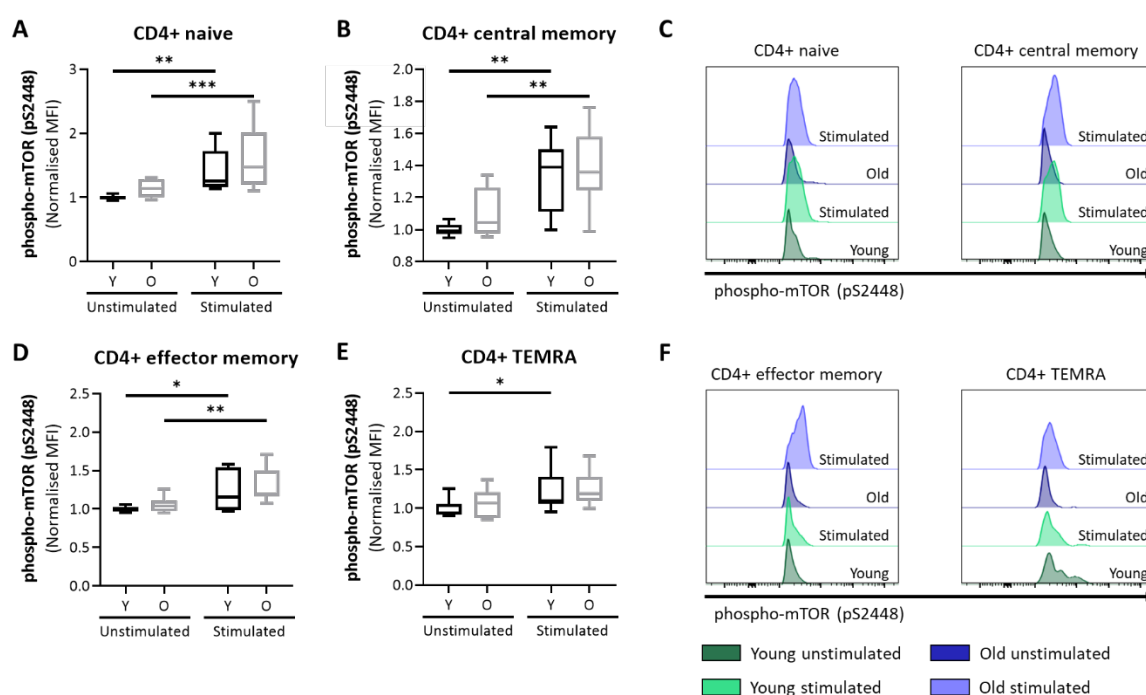 A
CD4+ naive
phospho-mTOR (pS2448)
(Normalised MFI)
3
2
1
0
**
***
Y
O
Y
O
Unstimulated
Stimulated
B
CD4+ central memory
phospho-mTOR (pS2448)
(Normalised MFI)
2.0
1.8
1.6
1.4
1.2
1.0
0.8
**
**
Y
O
Y
O
Unstimulated
Stimulated
C
CD4+ naive
Stimulated
Old
Stimulated
Young
CD4+ central memory
Stimulated
Old
Stimulated
Young
phospho-mTOR (pS2448)
D
CD4+ effector memory
phospho-mTOR (pS2448)
(Normalised MFI)
2.5
2.0
1.5
1.0
0.5
0.0
*
**
Y
O
Y
O
Unstimulated
Stimulated
E
CD4+ TEMRA
phospho-mTOR (pS2448)
(Normalised MFI)
2.5
2.0
1.5
1.0
0.5
0.0
*
Y
O
Y
O
Unstimulated
Stimulated
F
CD4+ effector memory
Stimulated
Old
Stimulated
Young
CD4+ TEMRA
Stimulated
Old
Stimulated
Young
phospho-mTOR (pS2448)
Young unstimulated
Old unstimulated
Young stimulated
Old stimulated